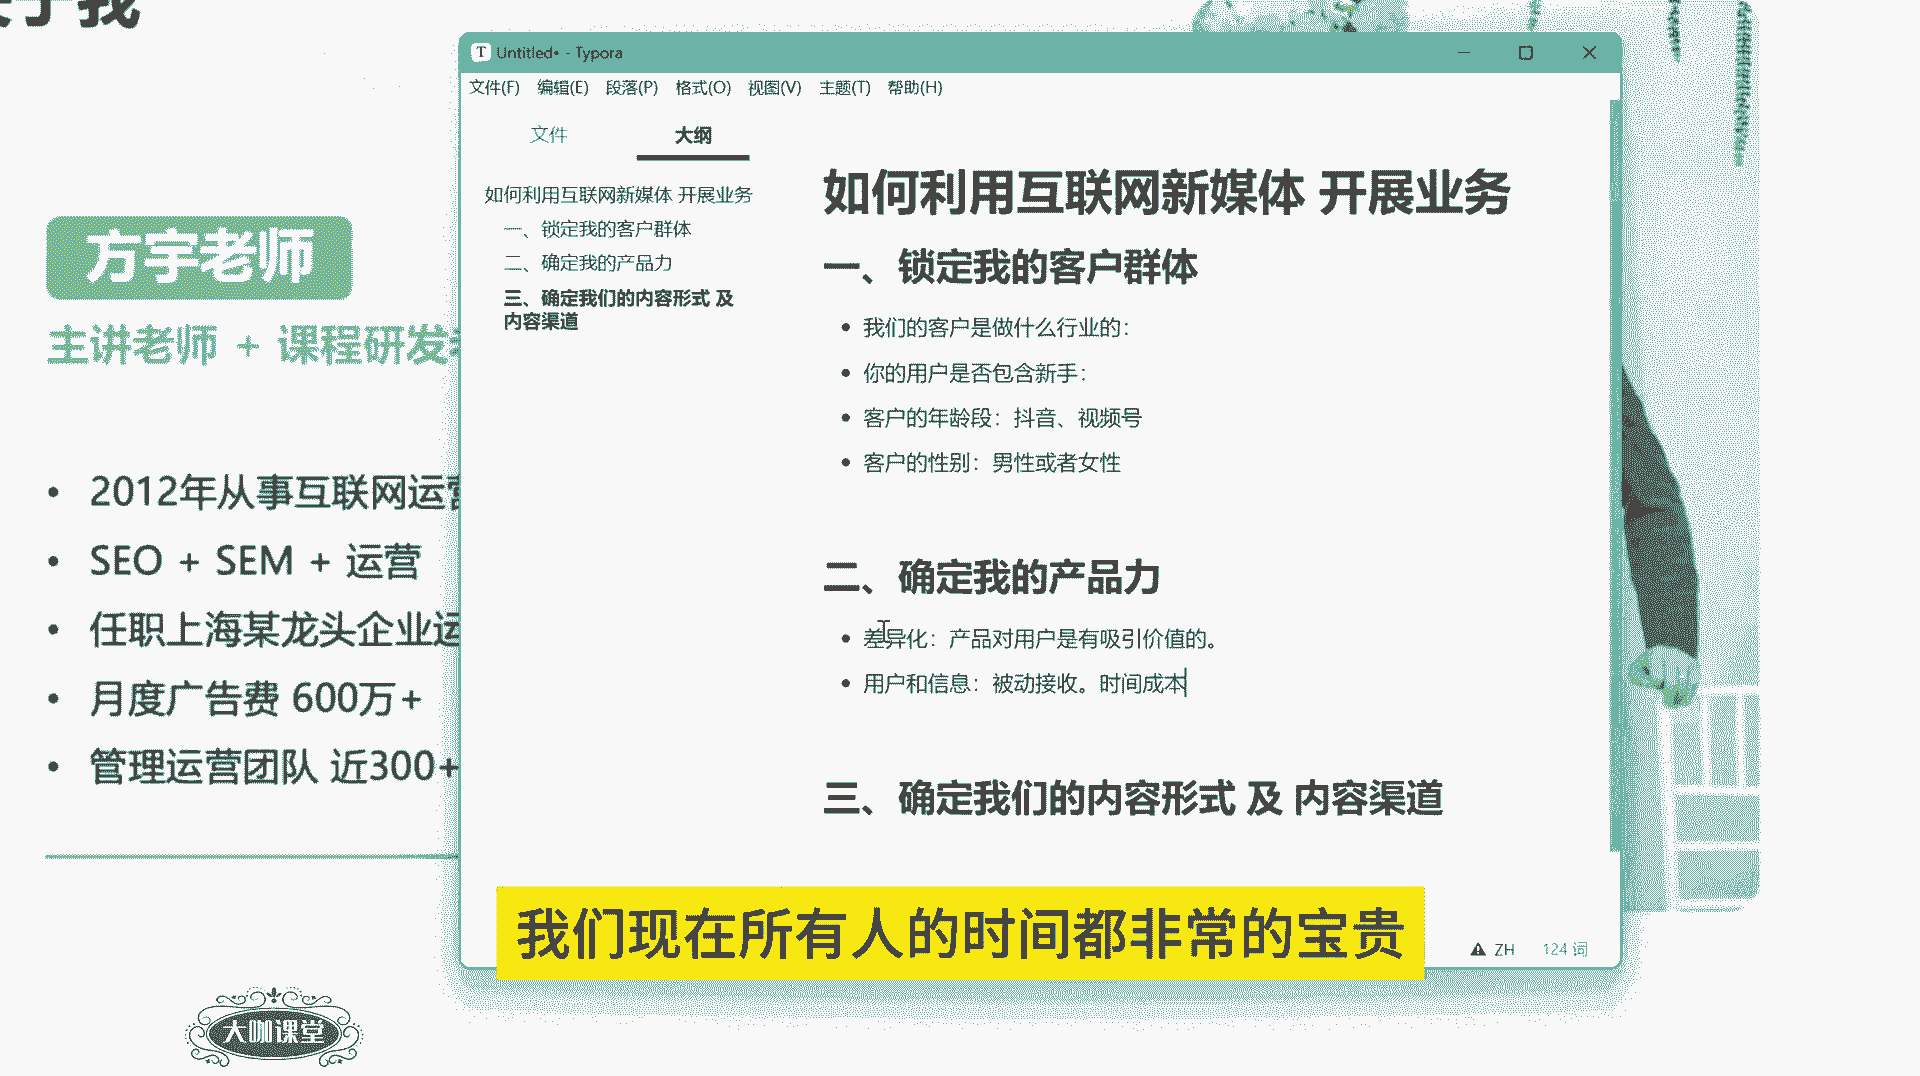 Untitled• - Typora
文件(F) 编辑(E) 段落(P) 格式(O) 视图(V) 主题(T) 帮助(H)
文件 大纲
如何利用互联网新媒体 开展业务
一、锁定我的客户群体
二、确定我的产品力
三、确定我们的内容形式 及
内容渠道
如何利用互联网新媒体 开展业务
一、锁定我的客户群体
• 我们的客户是做什么行业的：
• 你的用户是否包含新手：
• 客户的年龄段：抖音、视频号
• 客户的性别：男性或者女性
二、确定我的产品力
• 差异化：产品对用户是有吸引价值的。
• 用户和信息：被动接收。时间成本
三、确定我们的内容形式 及 内容渠道
ZH 124 词
方宇老师
主讲老师 + 课程研发
• 2012年从事互联网运营
• SEO + SEM + 运营
• 任职上海某龙头企业运
• 月度广告费 600万+
• 管理运营团队 近300+
我们现在所有人的时间都非常的宝贵
大咖课堂